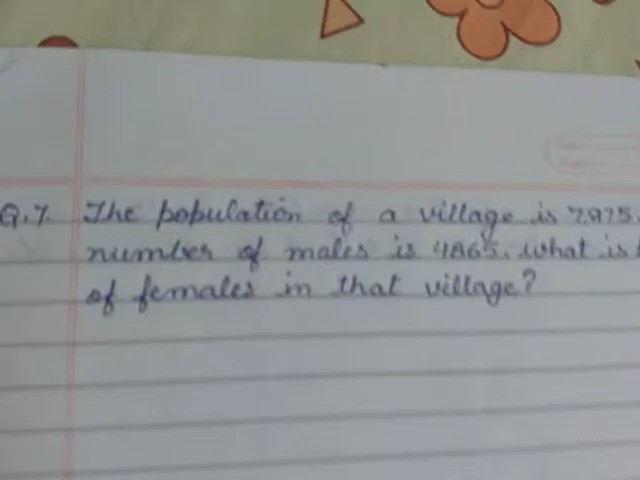 Q.7. The population of a village is 7975.
number of males is 4865. what is
of females in that village?